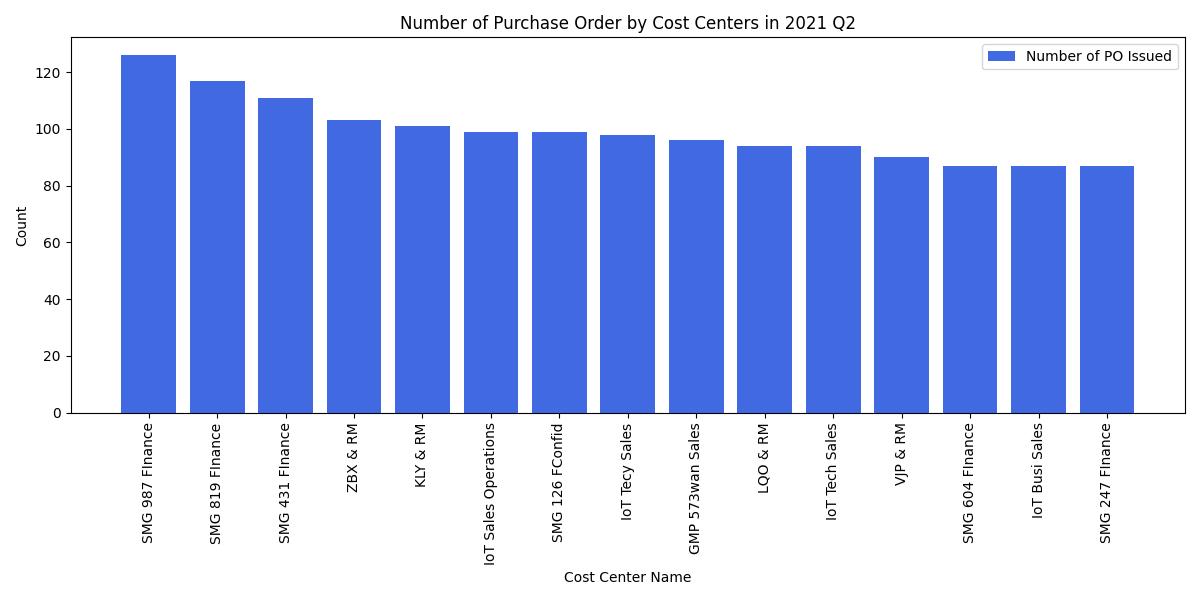 Number of Purchase Order by Cost Centers in 2021 Q2
Number of PO Issued
120
100
80
60
40
20
0
Count
SMG 987 FInance
SMG 819 FInance
SMG 431 FInance
ZBX & RM
KLY & RM
IoT Sales Operations
SMG 126 FConfid
IoT Tecy Sales
GMP 573wan Sales
LQO & RM
IoT Tech Sales
VJP & RM
SMG 604 FInance
IoT Busi Sales
SMG 247 FInance
Cost Center Name